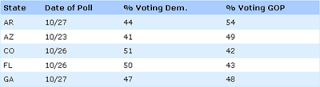 State Date of Poll % Voting Dem. % Voting GOP
AR 10/27 44 54
AZ 10/23 41 49
CO 10/26 51 42
FL 10/26 50 43
GA 10/27 47 48